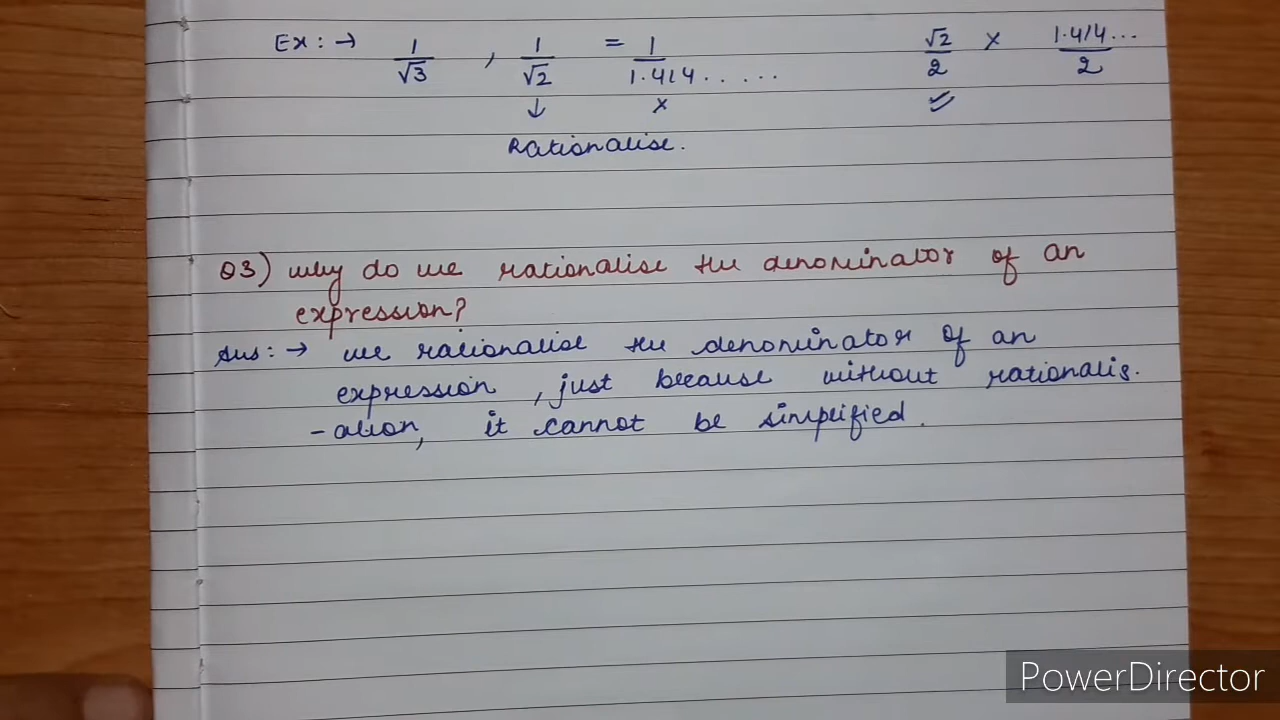 Ex: → 1/√3 , 1/√2 = 1/1.414...... √2/2 × 1.414.../2
↓ × 
Rationalise.
Q3) why do we rationalise the denominator of an
expression?
Ans: → we rationalise the denominator of an
expression, just because without rationalis.
-ation, it cannot be simplified.
PowerDirector